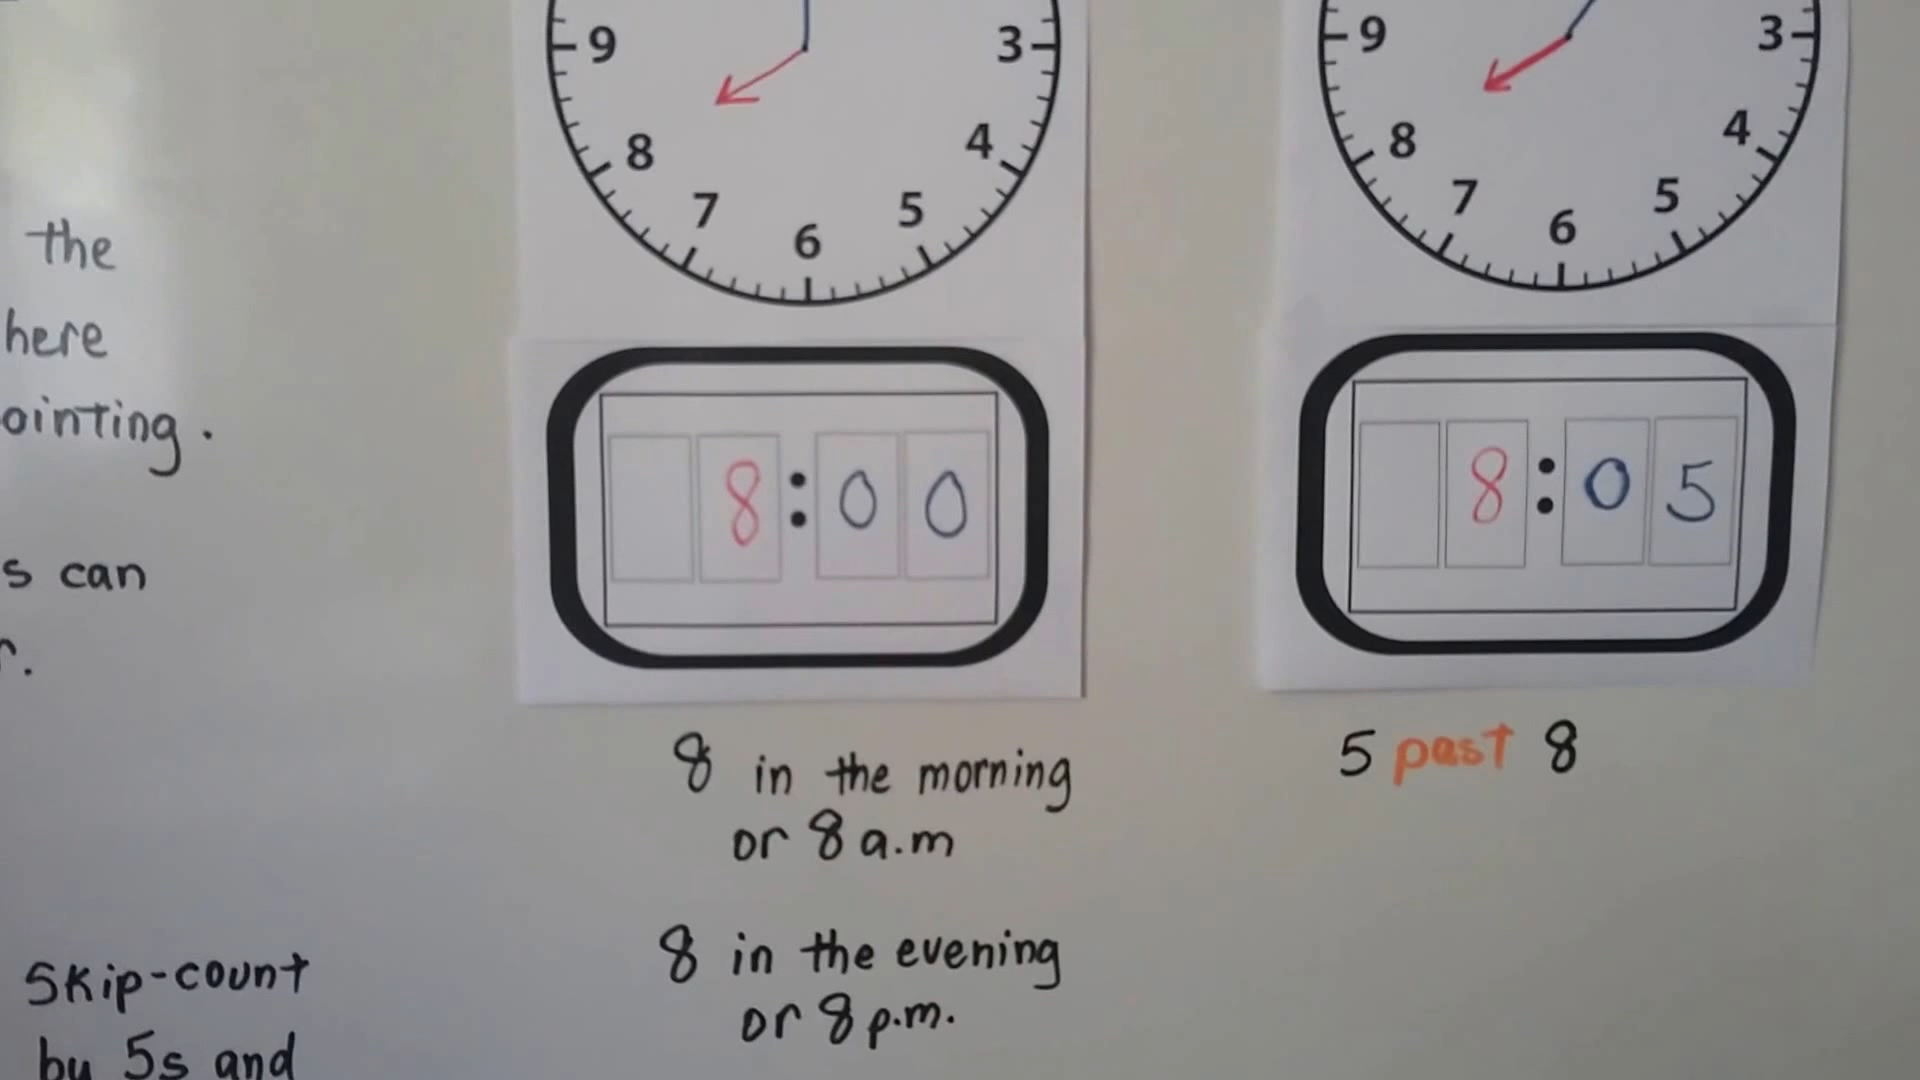 the
here
ointing.
s can
r.
Skip-count
by 5s and
9 3
8 4
7 5
6
8:00
8 in the morning
or 8 a.m
8 in the evening
or 8 p.m.
9 3
8 4
7 5
6
8:05
5 past 8